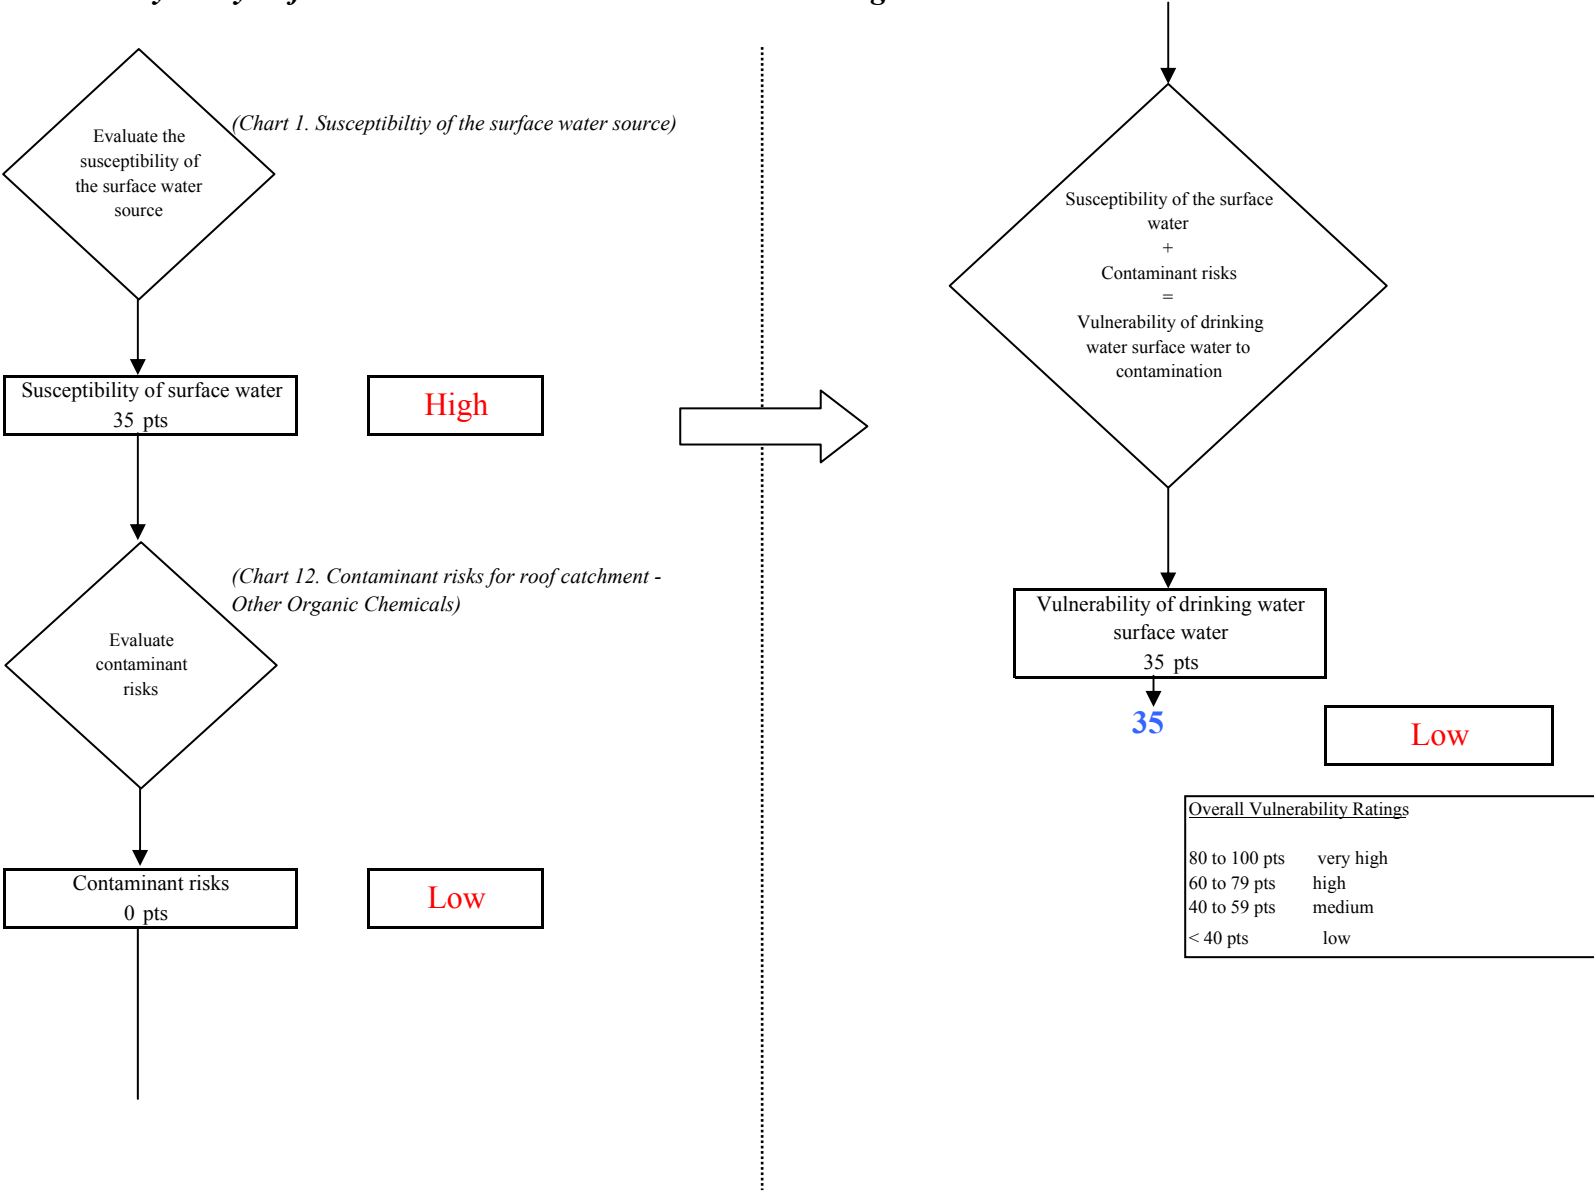 (Chart 1. Susceptibiltiy of the surface water source)
Evaluate the
susceptibility of
the surface water
source
Susceptibility of surface water
35 pts
High
(Chart 12. Contaminant risks for roof catchment -
Other Organic Chemicals)
Evaluate
contaminant
risks
Contaminant risks
0 pts
Low
Susceptibility of the surface
water
+
Contaminant risks
=
Vulnerability of drinking
water surface water to
contamination
Vulnerability of drinking water
surface water
35 pts
35
Low
Overall Vulnerability Ratings
80 to 100 pts very high
60 to 79 pts high
40 to 59 pts medium
< 40 pts low